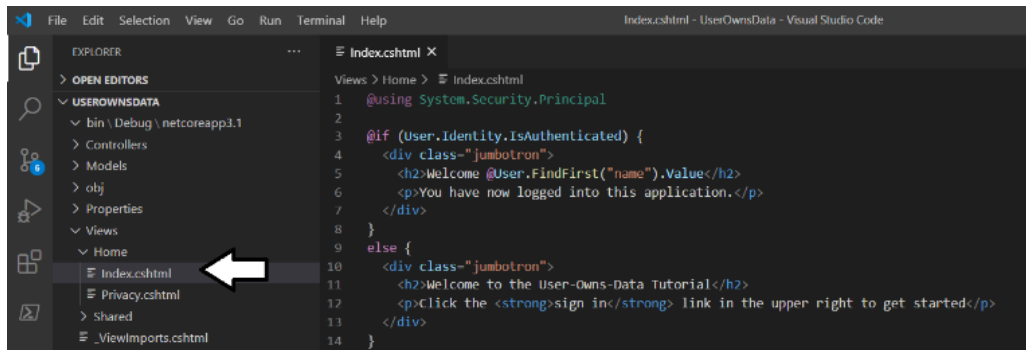 File Edit Selection View Go Run Terminal Help Index.cshtml - UserOwnsData - Visual Studio Code
EXPLORER ...
OPEN EDITORS
USEROWNSDATA
bin \ Debug \ netcoreapp3.1
Controllers
Models
obj
Properties
Views
Home
Index.cshtml
Privacy.cshtml
Shared
_ViewImports.cshtml
6
Index.cshtml
Views > Home > Index.cshtml
1 @using System.Security.Principal
2
3 @if (User.Identity.IsAuthenticated) {
4 <div class="jumbotron">
5 <h2>Welcome @User.FindFirst("name").Value</h2>
6 <p>You have now logged into this application.</p>
7 </div>
8 }
9 else {
10 <div class="jumbotron">
11 <h2>Welcome to the User-Owns-Data Tutorial</h2>
12 <p>Click the <strong>sign in</strong> link in the upper right to get started</p>
13 </div>
14 }